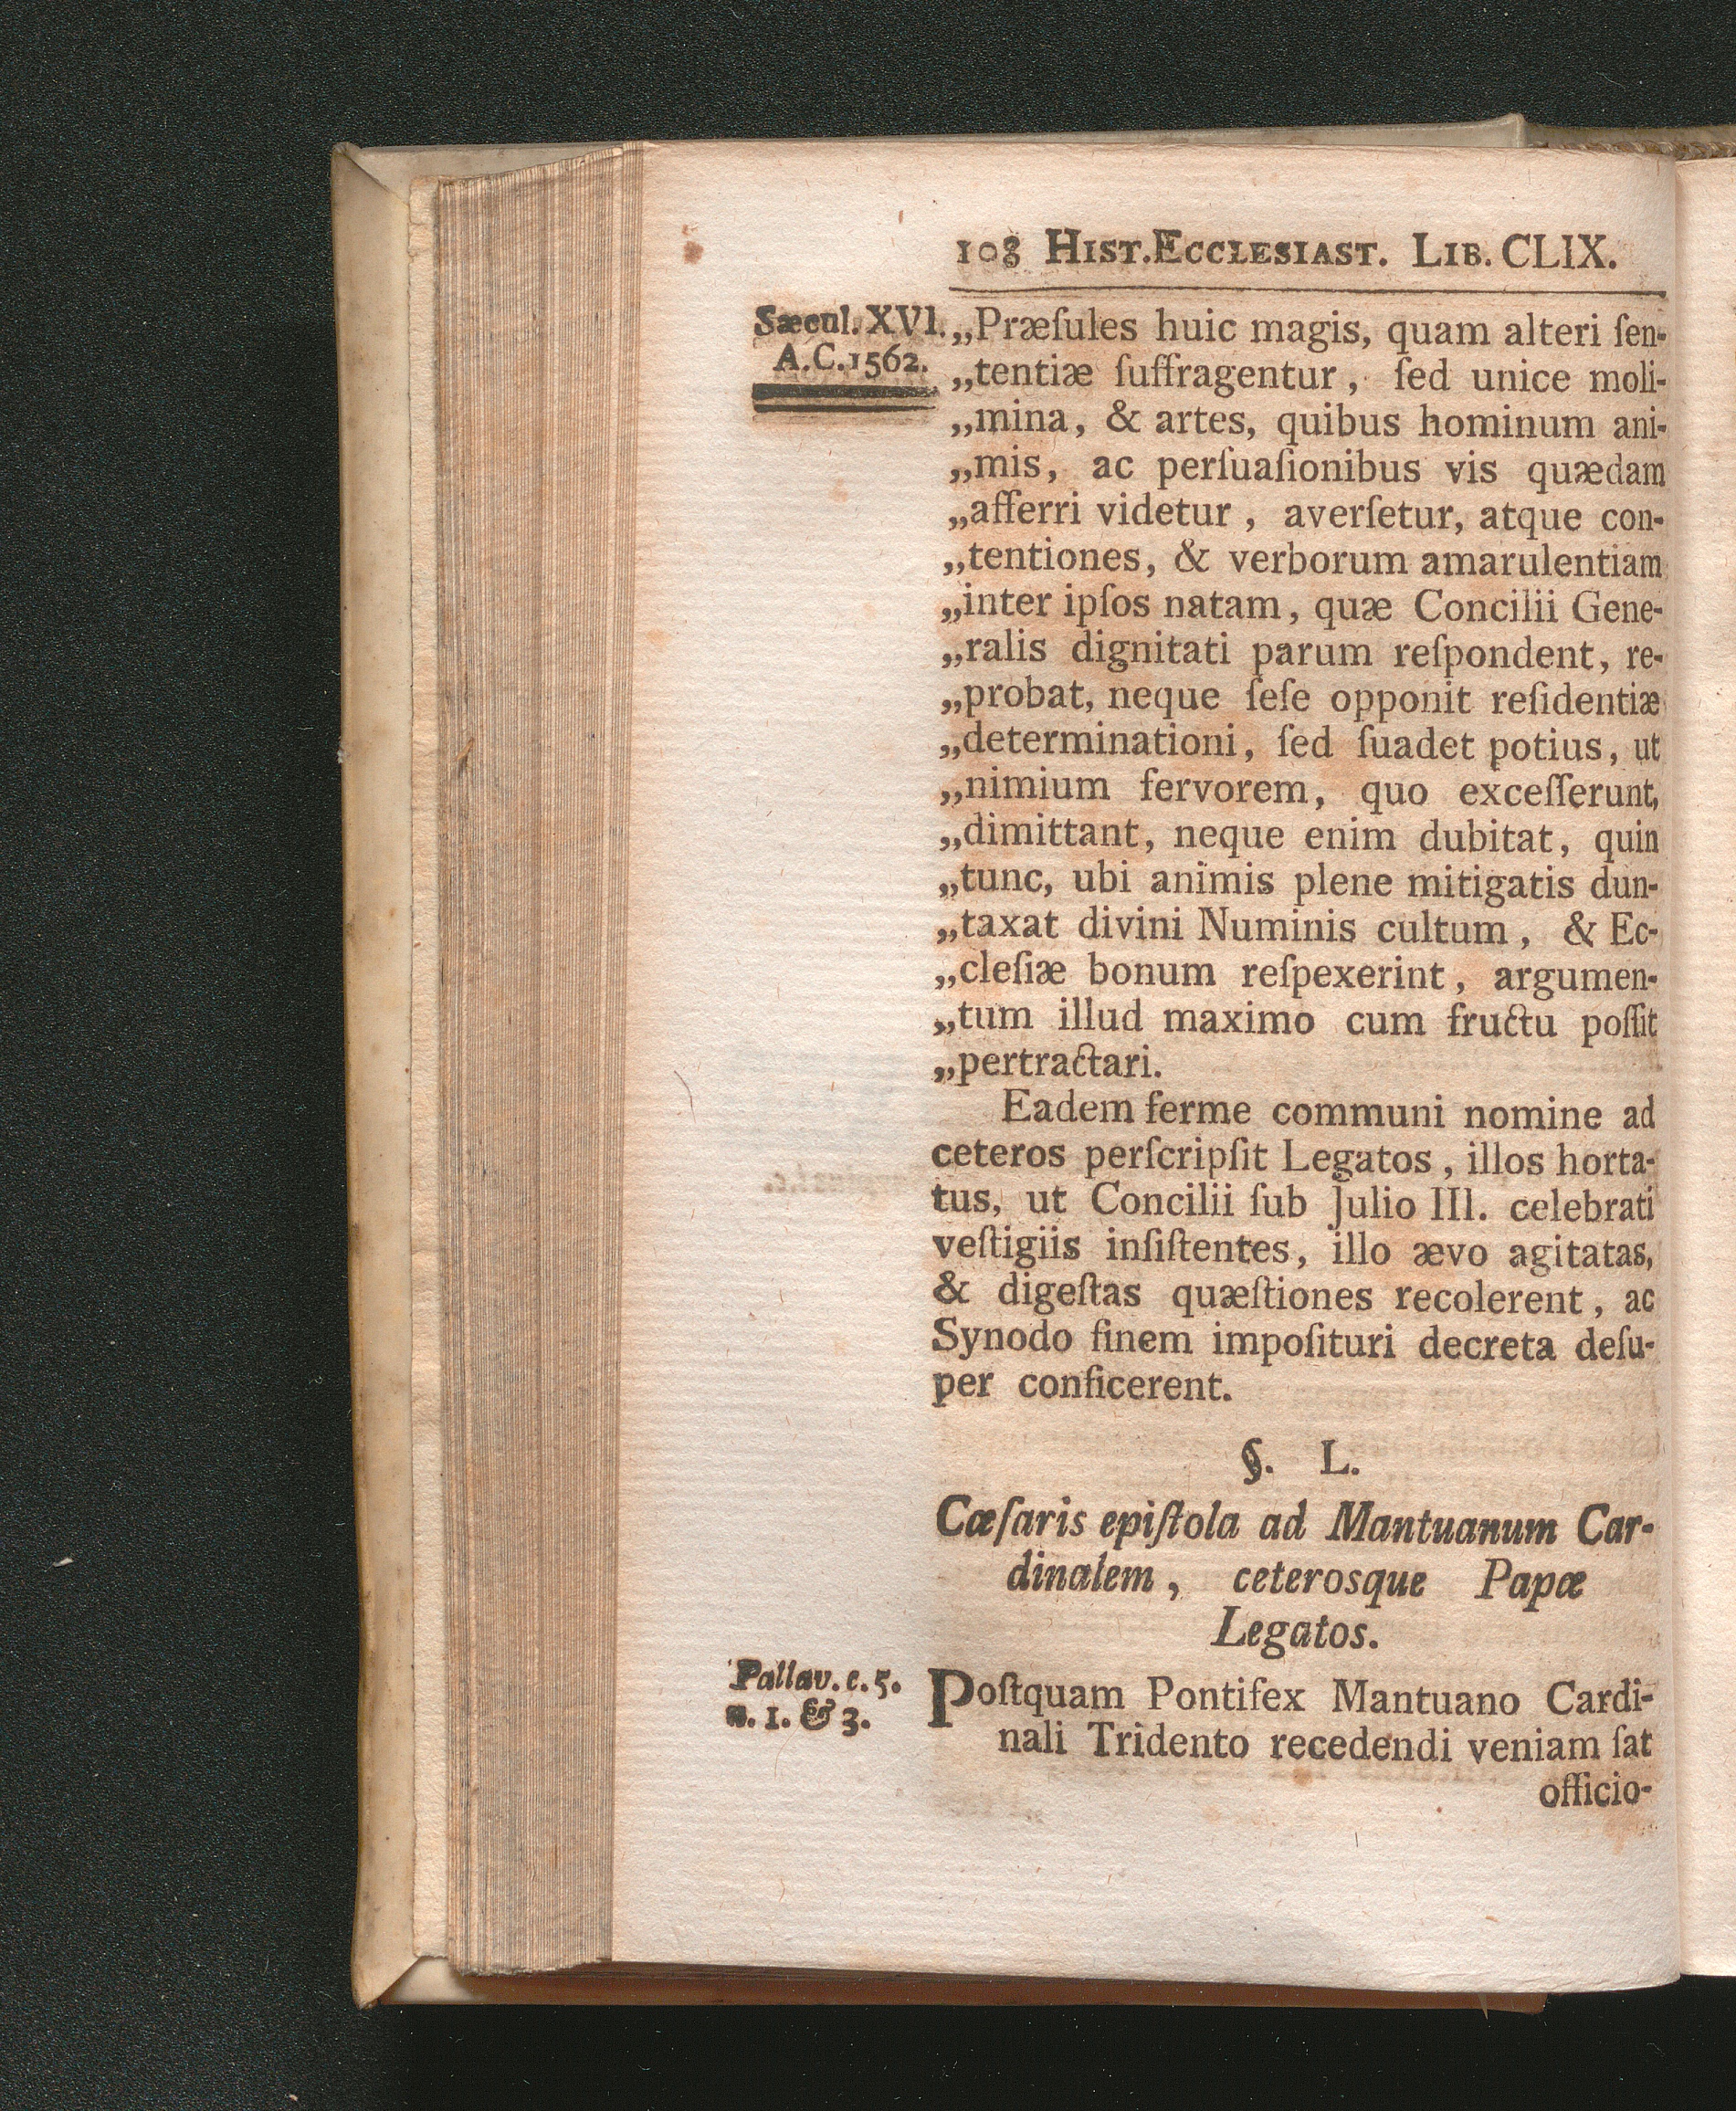 108 HIST.ECCLESIAST. LIB. CLIX.
Sæcul. XVI.
A.C.1562.
„Præſules huic magis, quam alteri ſen-
„tentiæ ſuffragentur, ſed unice moli-
„mina, & artes, quibus hominum ani-
„mis, ac perſuaſionibus vis quædam
„afferri videtur, averſetur, atque con-
„tentiones, & verborum amarulentiam
„inter ipſos natam, quæ Concilii Gene-
„ralis dignitati parum reſpondent, re-
„probat, neque ſeſe opponit reſidentiæ
„determinationi, ſed ſuadet potius, ut
„nimium fervorem, quo exceſſerunt,
„dimittant, neque enim dubitat, quin
„tunc, ubi animis plene mitigatis dun-
„taxat divini Numinis cultum, & Ec-
„cleſiæ bonum reſpexerint, argumen-
„tum illud maximo cum fructu poſſit
„pertractari.
Eadem ferme communi nomine ad
ceteros perſcripſit Legatos, illos horta-
tus, ut Concilii ſub Julio III. celebrati
veſtigiis inſiſtentes, illo ævo agitatas,
& digeſtas quæſtiones recolerent, ac
Synodo finem impoſituri decreta deſu-
per conficerent.
§. L.
Cæſaris epiſtola ad Mantuanum Car-
dinalem, ceterosque Papæ
Legatos.
Pallav. c. 5.
n. 1. & 3.
Poſtquam Pontifex Mantuano Cardi-
nali Tridento recedendi veniam ſat
officio-